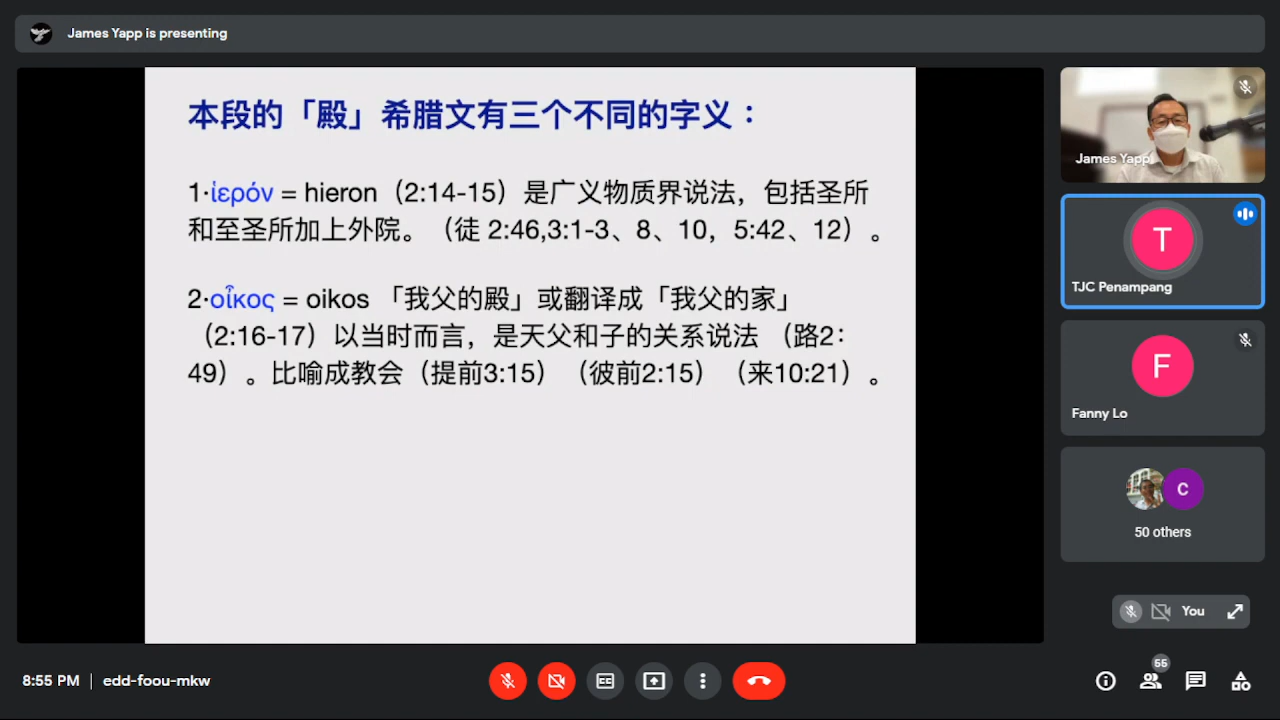 James Yapp is presenting
本段的「殿」希腊文有三个不同的字义：
1·ἱερόν = hieron（2:14-15）是广义物质界说法，包括圣所
和至圣所加上外院。（徒 2:46,3:1-3、8、10，5:42、12）。
2·οἶκος = oikos 「我父的殿」或翻译成「我父的家」
（2:16-17）以当时而言，是天父和子的关系说法 （路2：
49）。比喻成教会（提前3:15）（彼前2:15）（来10:21）。
James Yapp
T
TJC Penampang
F
Fanny Lo
C
50 others
You
8:55 PM | edd-foou-mkw
CC
55